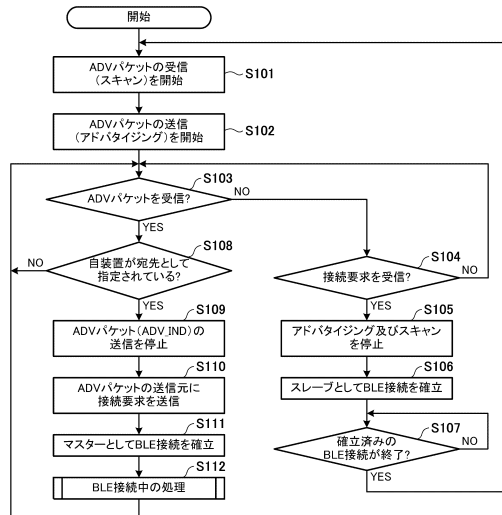 開始
ADVパケットの受信
(スキャン)を開始
S101
ADVパケットの送信
(アドバタイジング)を開始
S102
ADVパケットを受信?
S103
NO
YES
自装置が宛先として
指定されている?
S108
NO
YES
ADVパケット(ADV_IND)の
送信を停止
S109
ADVパケットの送信元に
接続要求を送信
S110
マスターとしてBLE接続を確立
S111
BLE接続中の処理
S112
接続要求を受信?
S104
NO
YES
アドバタイジング及びスキャン
を停止
S105
スレーブとしてBLE接続を確立
S106
確立済みの
BLE接続が終了?
S107
NO
YES